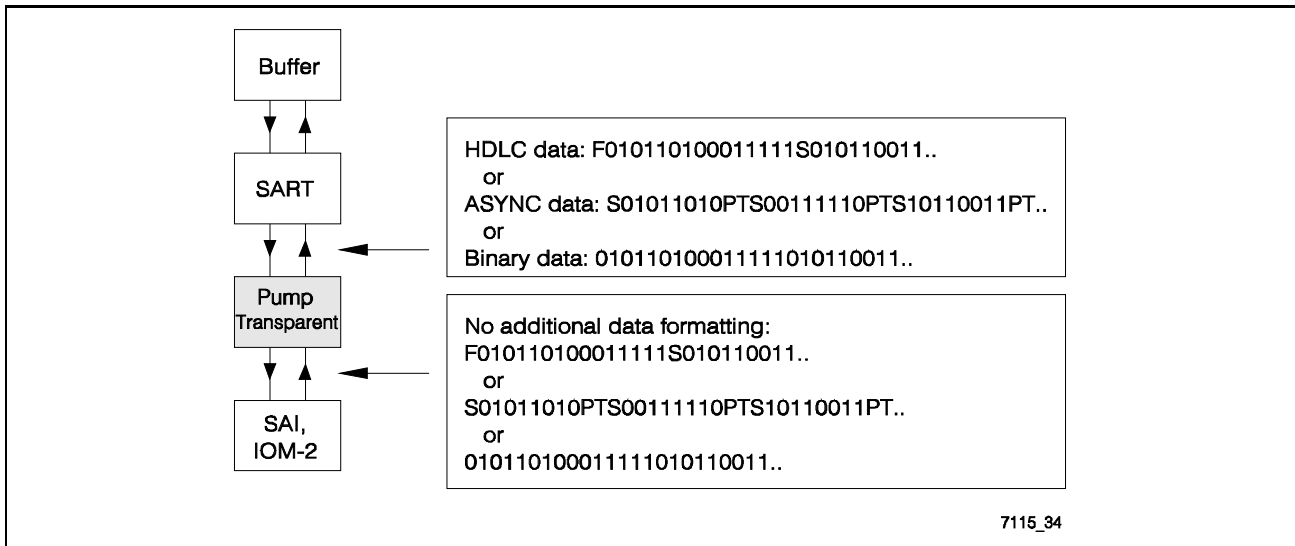 Buffer
SART
Pump
Transparent
SAI,
IOM-2
HDLC data: F010110100011111S010110011..
or
ASYNC data: S01011010PTS00111110PTS10110011PT..
or
Binary data: 010110100011111010110011..
No additional data formatting:
F010110100011111S010110011..
or
S01011010PTS00111110PTS10110011PT..
or
010110100011111010110011..
7115_34